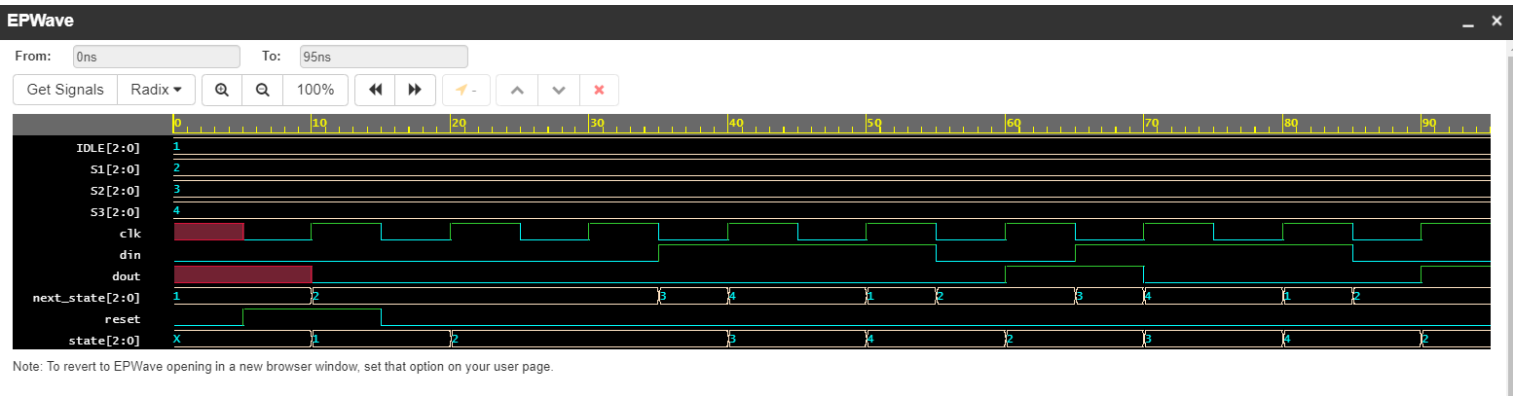 EPWave
From: 0ns To: 95ns
Get Signals Radix 100% -
0 10 20 30 40 50 60 70 80 90
IDLE[2:0] 1
S1[2:0] 2
S2[2:0] 3
S3[2:0] 4
clk
din
dout
next_state[2:0] 1 2 3 4 1 2 3 4 1 2
reset
state[2:0] X 1 2 3 4 2 3 4 2
Note: To revert to EPWave opening in a new browser window, set that option on your user page.